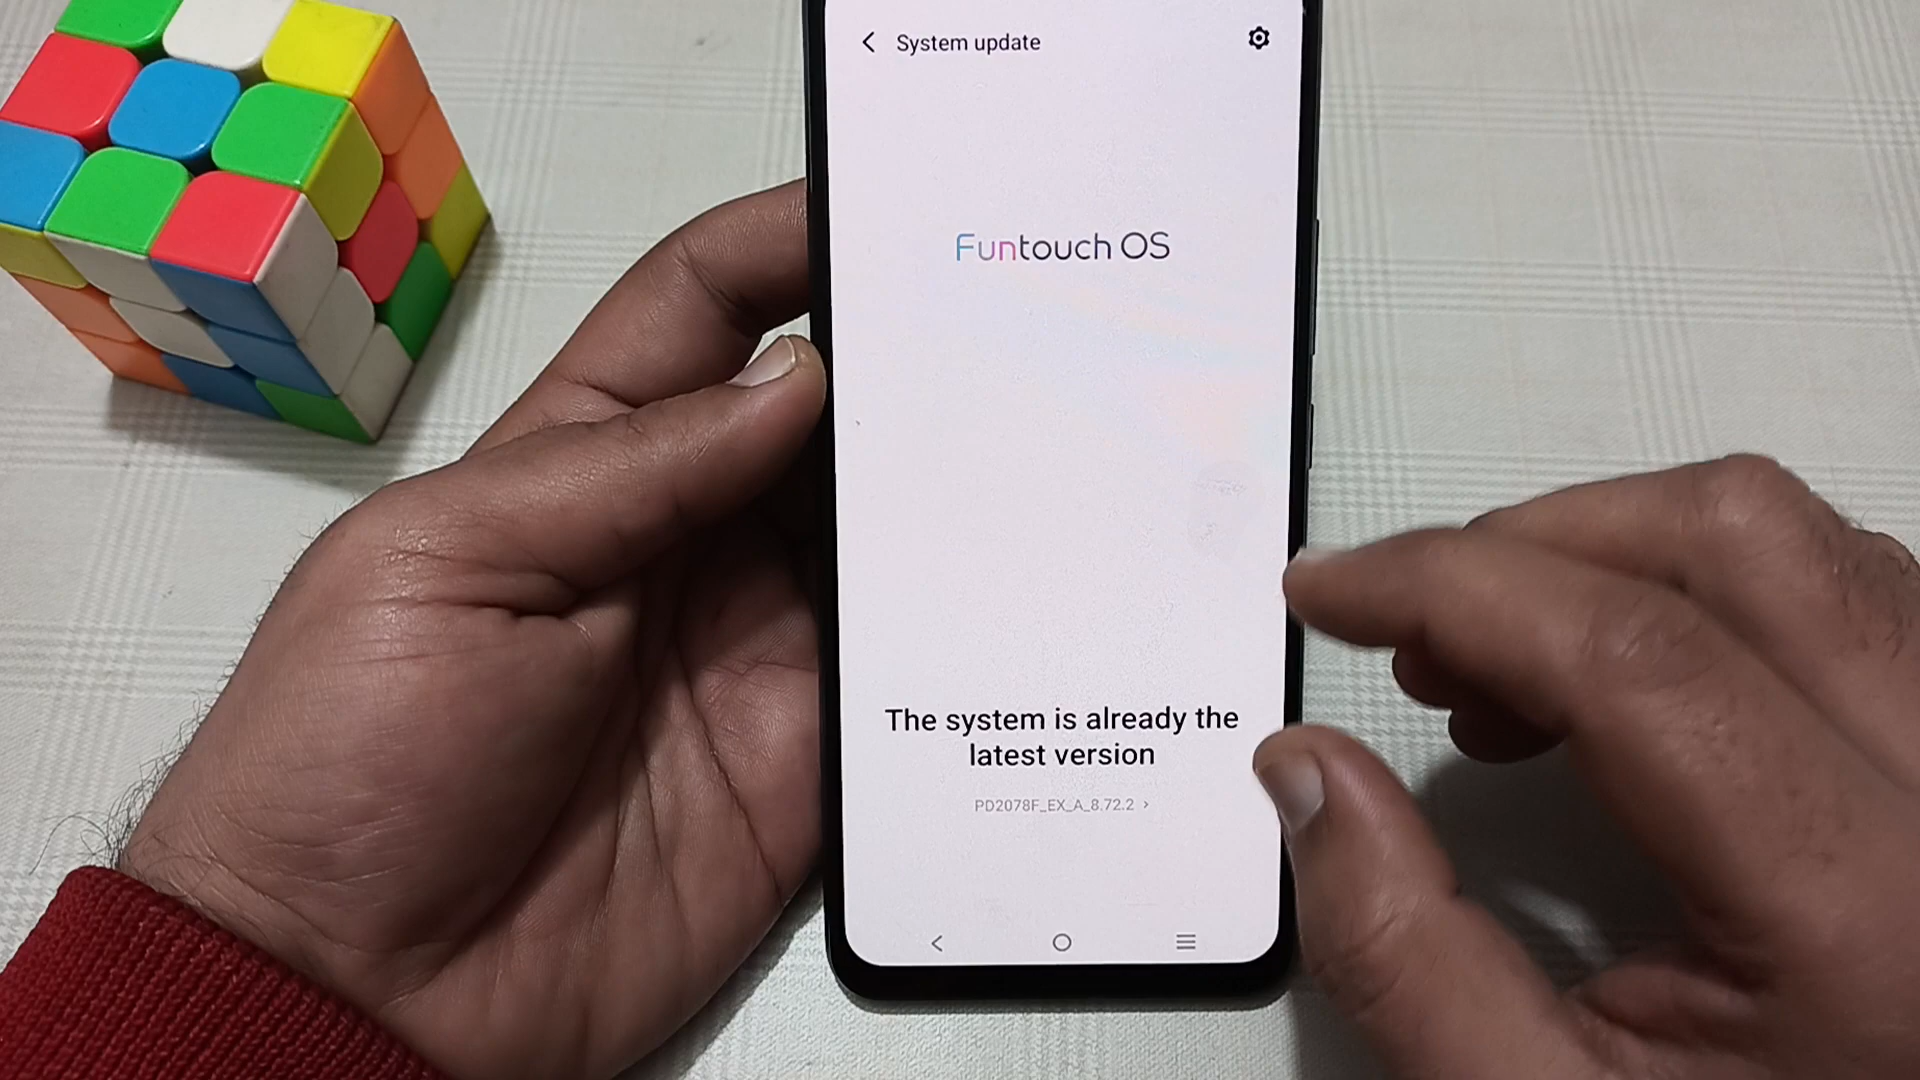 System update
Funtouch OS
The system is already the
latest version
PD2078F_EX_A_8.72.2 >